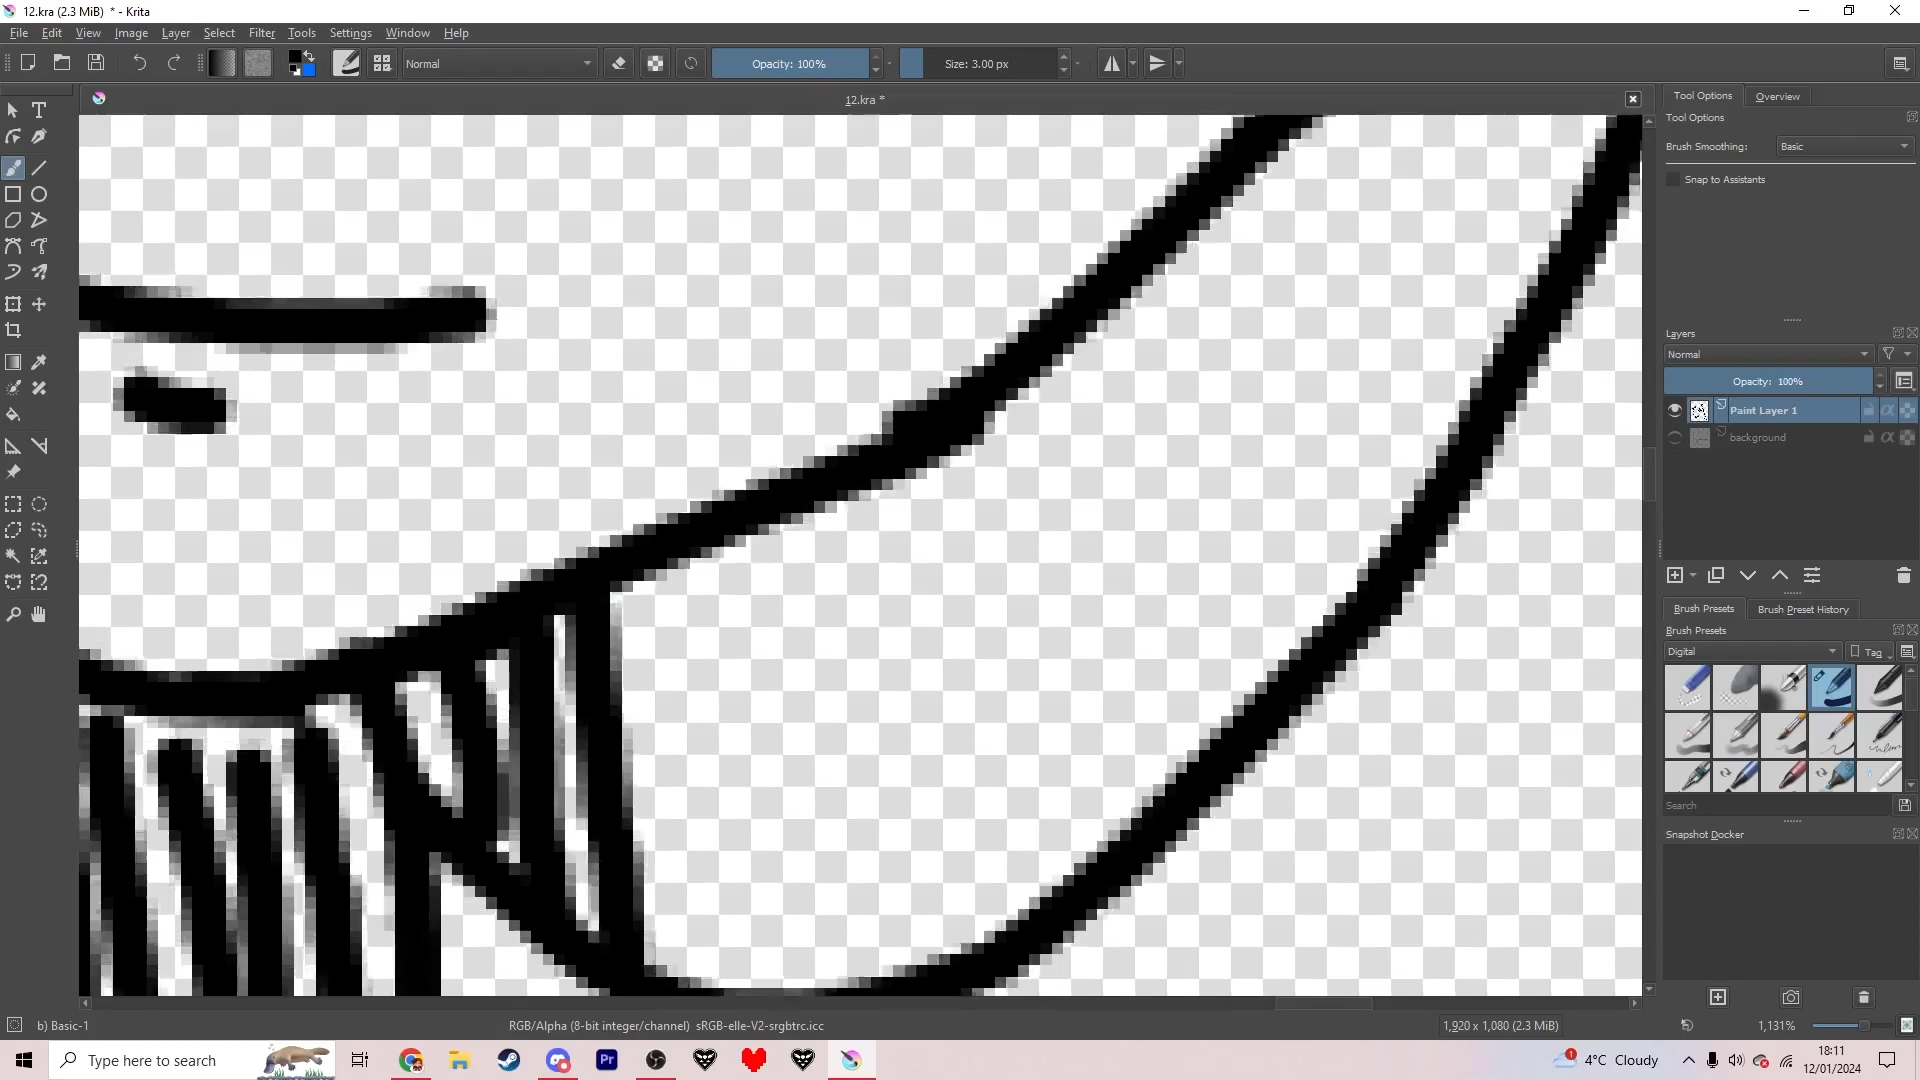 12.kra (2.3 MiB) * - Krita
File Edit View Image Layer Select Filter Tools Settings Window Help
Normal Opacity: 100% Size: 3.00 px
12.kra *
Tool Options Overview
Tool Options
Brush Smoothing: Basic
Snap to Assistants
Layers
Normal
Opacity: 100%
Paint Layer 1
background
Brush Presets Brush Preset History
Brush Presets
Digital Tag
Search
Snapshot Docker
b) Basic-1 RGB/Alpha (8-bit integer/channel) sRGB-elle-V2-srgbtrc.icc 1,920 x 1,080 (2.3 MiB) 1,131%
Type here to search Pr 1 4°C Cloudy 18:11
12/01/2024